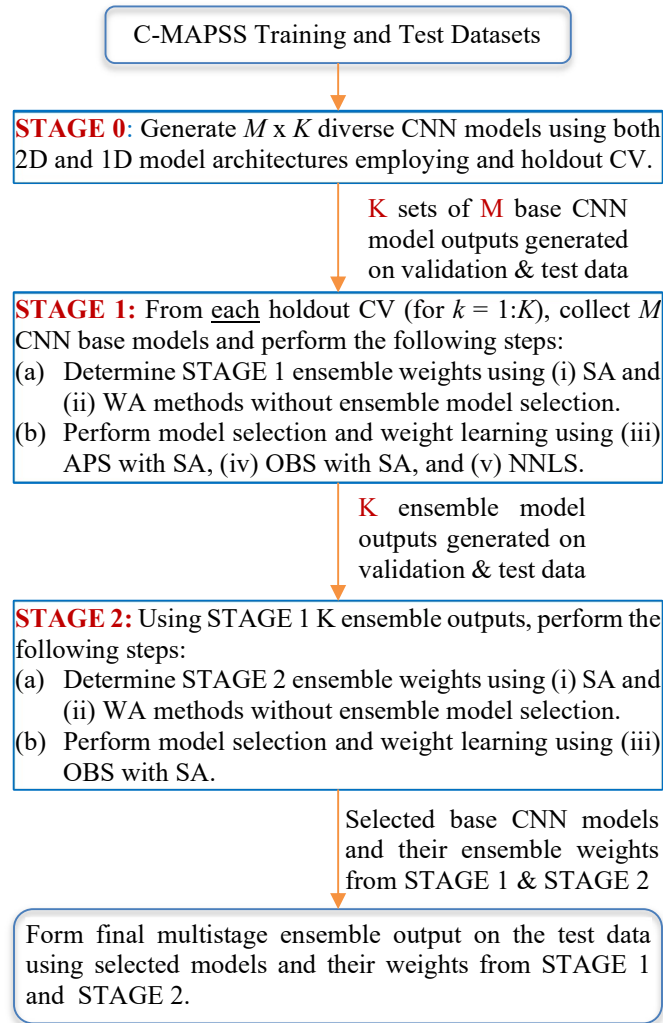 C-MAPSS Training and Test Datasets
STAGE 0: Generate M x K diverse CNN models using both
2D and 1D model architectures employing and holdout CV.
K sets of M base CNN
model outputs generated
on validation & test data
STAGE 1: From each holdout CV (for k = 1:K), collect M
CNN base models and perform the following steps:
(a) Determine STAGE 1 ensemble weights using (i) SA and
(ii) WA methods without ensemble model selection.
(b) Perform model selection and weight learning using (iii)
APS with SA, (iv) OBS with SA, and (v) NNLS.
K ensemble model
outputs generated on
validation & test data
STAGE 2: Using STAGE 1 K ensemble outputs, perform the
following steps:
(a) Determine STAGE 2 ensemble weights using (i) SA and
(ii) WA methods without ensemble model selection.
(b) Perform model selection and weight learning using (iii)
OBS with SA.
Selected base CNN models
and their ensemble weights
from STAGE 1 & STAGE 2
Form final multistage ensemble output on the test data
using selected models and their weights from STAGE 1
and STAGE 2.